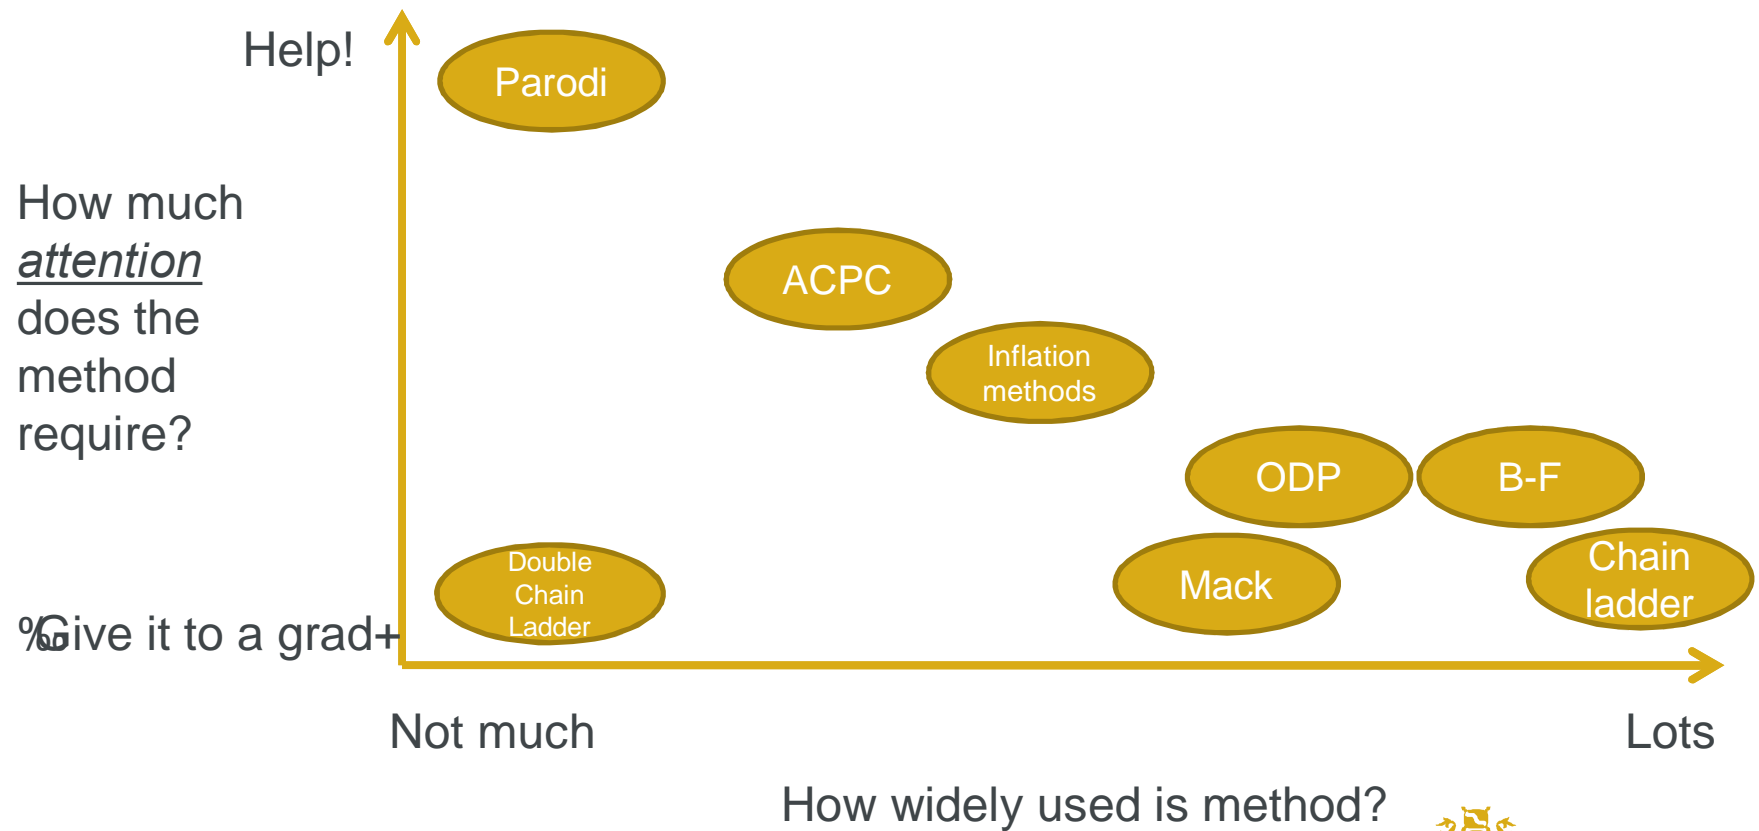 Help!
Parodi
How much
attention
does the
method
require?
ACPC
Inflation
methods
ODP
B-F
Double
Chain
Ladder
Mack
Chain
ladder
‰Give it to a grad+
Not much
Lots
How widely used is method?